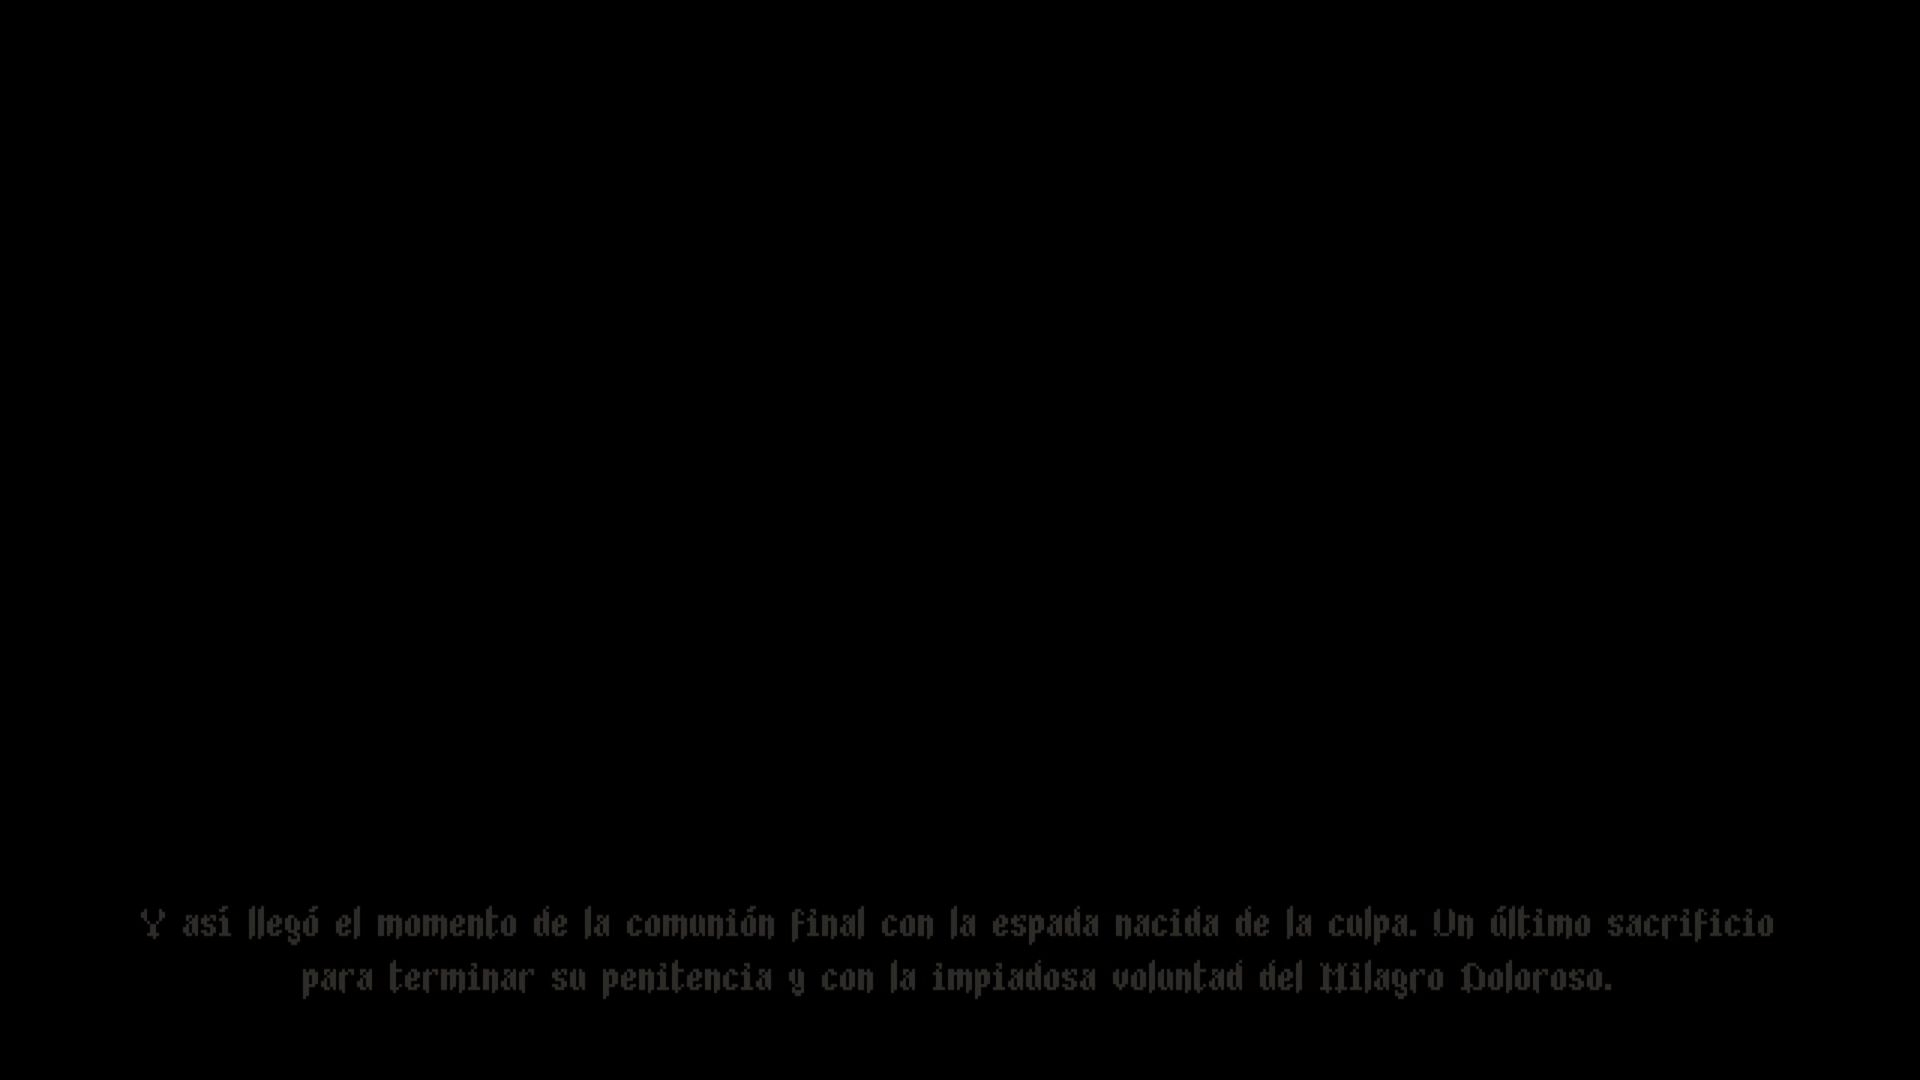 Y así llegó el momento de la comunión final con la espada nacida de la culpa. Un último sacrificio
para terminar su penitencia y con la impiadosa voluntad del Milagro Doloroso.